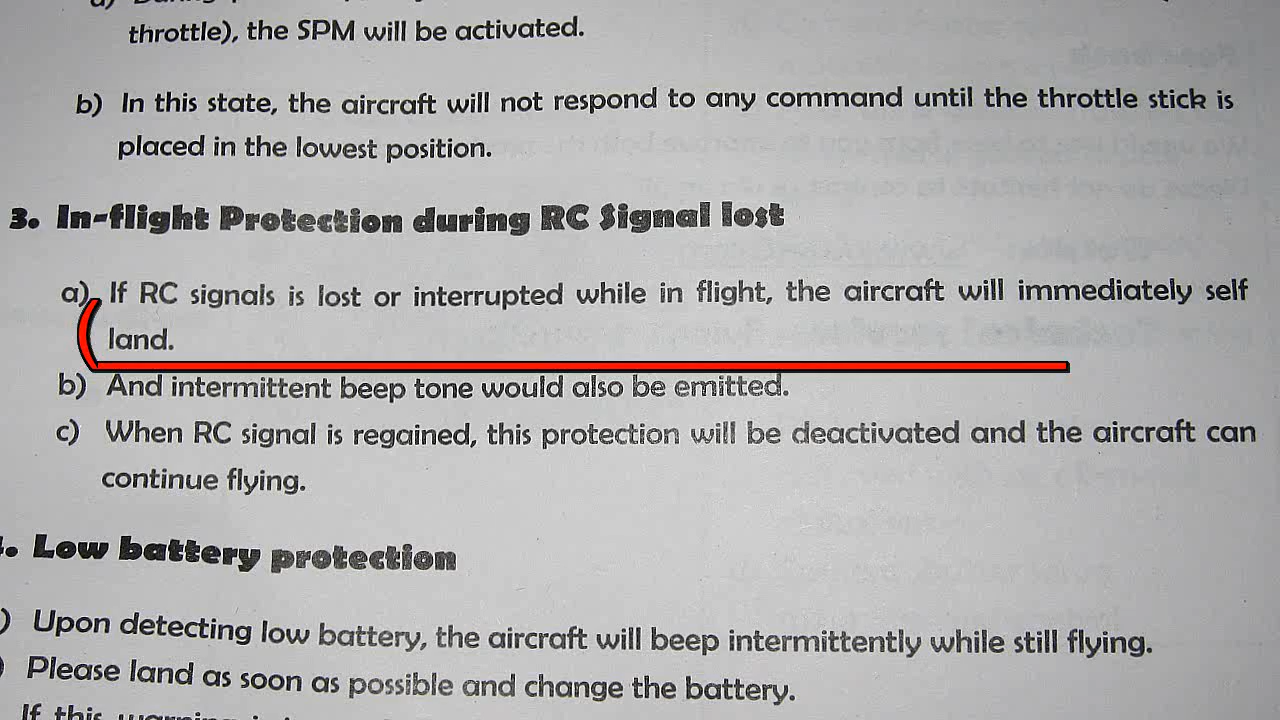 throttle), the SPM will be activated.
b) In this state, the aircraft will not respond to any command until the throttle stick is
placed in the lowest position.
3. In-flight Protection during RC Signal lost
a) If RC signals is lost or interrupted while in flight, the aircraft will immediately self
land.
b) And intermittent beep tone would also be emitted.
c) When RC signal is regained, this protection will be deactivated and the aircraft can
continue flying.
. Low battery protection
) Upon detecting low battery, the aircraft will beep intermittently while still flying.
) Please land as soon as possible and change the battery.
If this warning